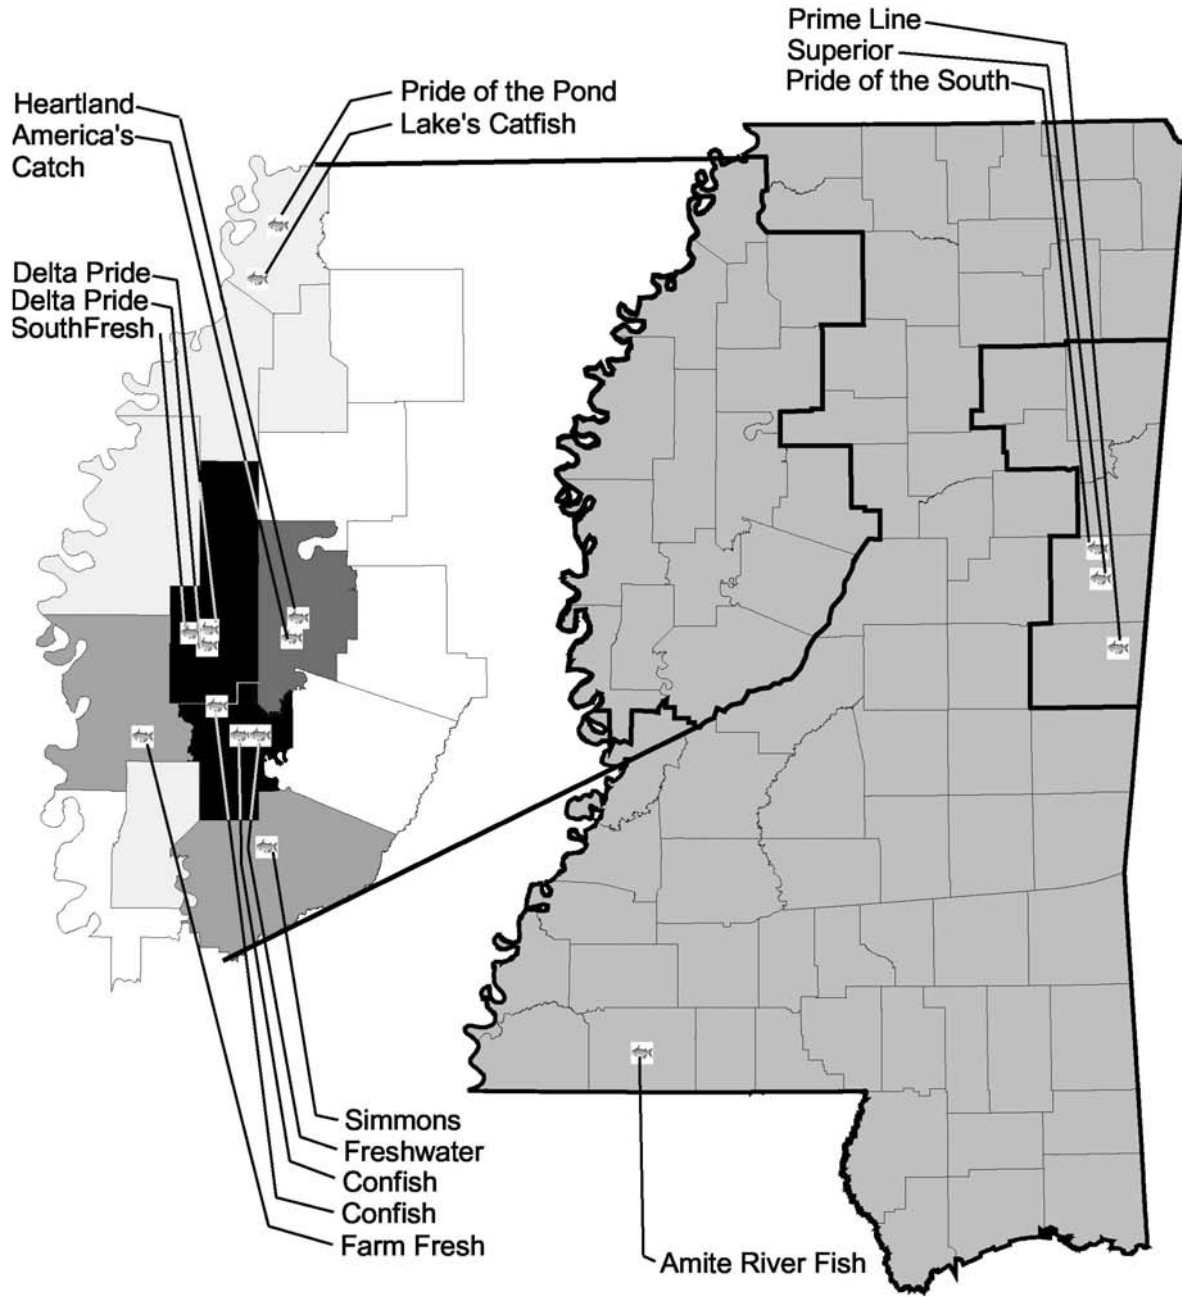 Prime Line
Superior
Pride of the South
Heartland
America's
Catch
Pride of the Pond
Lake's Catfish
Delta Pride
Delta Pride
SouthFresh
Simmons
Freshwater
Confish
Confish
Farm Fresh
Amite River Fish